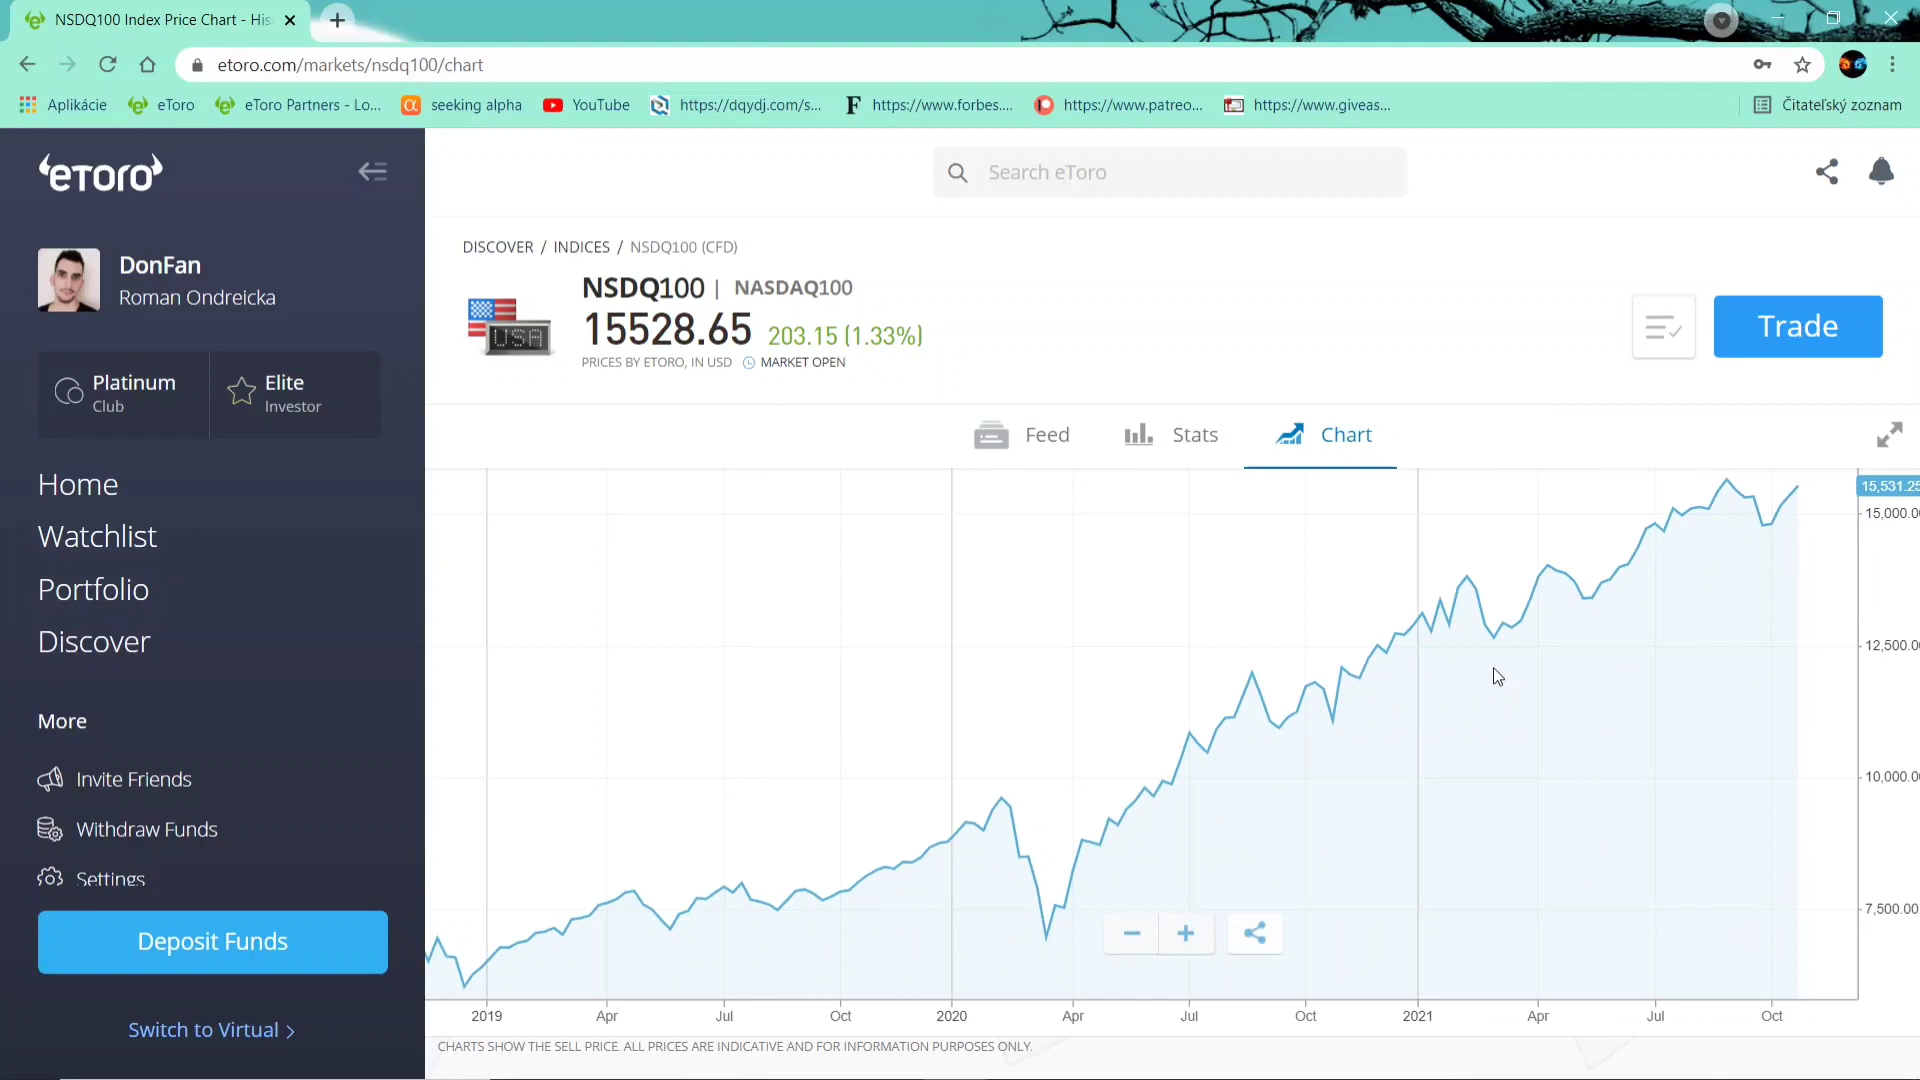 NSDQ100 Index Price Chart - His
etoro.com/markets/nsdq100/chart
Aplikácie
eToro
eToro Partners - Lo...
seeking alpha
YouTube
https://dqydj.com/s...
https://www.forbes....
https://www.patreo...
https://www.giveas...
Čitateľský zoznam
eTORO
Search eToro
DonFan
Roman Ondreicka
Platinum
Club
Elite
Investor
Home
Watchlist
Portfolio
Discover
More
Invite Friends
Withdraw Funds
Settings
Deposit Funds
Switch to Virtual >
DISCOVER / INDICES / NSDQ100 (CFD)
NSDQ100 | NASDAQ100
USA
15528.65 203.15 (1.33%)
PRICES BY ETORO, IN USD MARKET OPEN
Trade
Feed
Stats
Chart
15,531.25
15,000.0
12,500.0
10,000.0
7,500.00
2019 Apr Jul Oct 2020 Apr Jul Oct 2021 Apr Jul Oct
CHARTS SHOW THE SELL PRICE. ALL PRICES ARE INDICATIVE AND FOR INFORMATION PURPOSES ONLY.